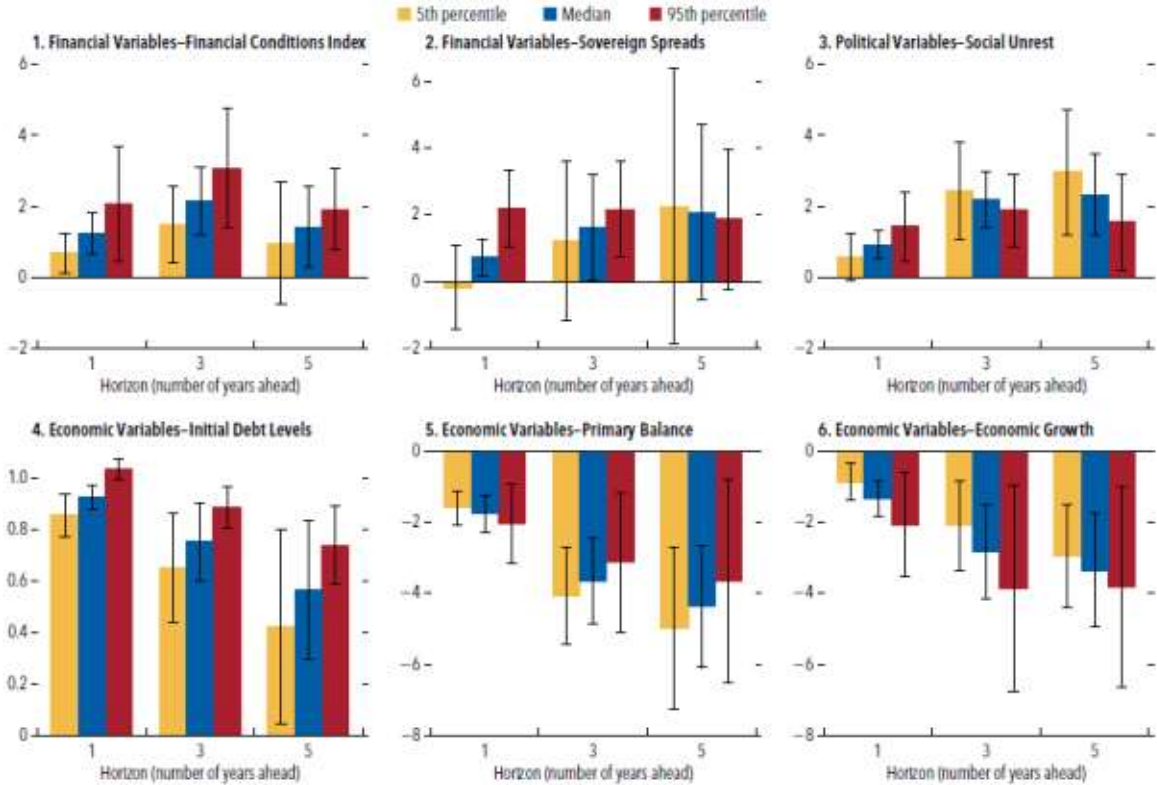 5th percentile Median 95th percentile
1. Financial Variables–Financial Conditions Index
6
4
2
0
–2
1 3 5
Horizon (number of years ahead)
2. Financial Variables–Sovereign Spreads
6
4
2
0
–2
1 3 5
Horizon (number of years ahead)
3. Political Variables–Social Unrest
6
4
2
0
–2
1 3 5
Horizon (number of years ahead)
4. Economic Variables–Initial Debt Levels
1.0
0.8
0.6
0.4
0.2
0
1 3 5
Horizon (number of years ahead)
5. Economic Variables–Primary Balance
0
–2
–4
–6
–8
1 3 5
Horizon (number of years ahead)
6. Economic Variables–Economic Growth
0
–2
–4
–6
–8
1 3 5
Horizon (number of years ahead)